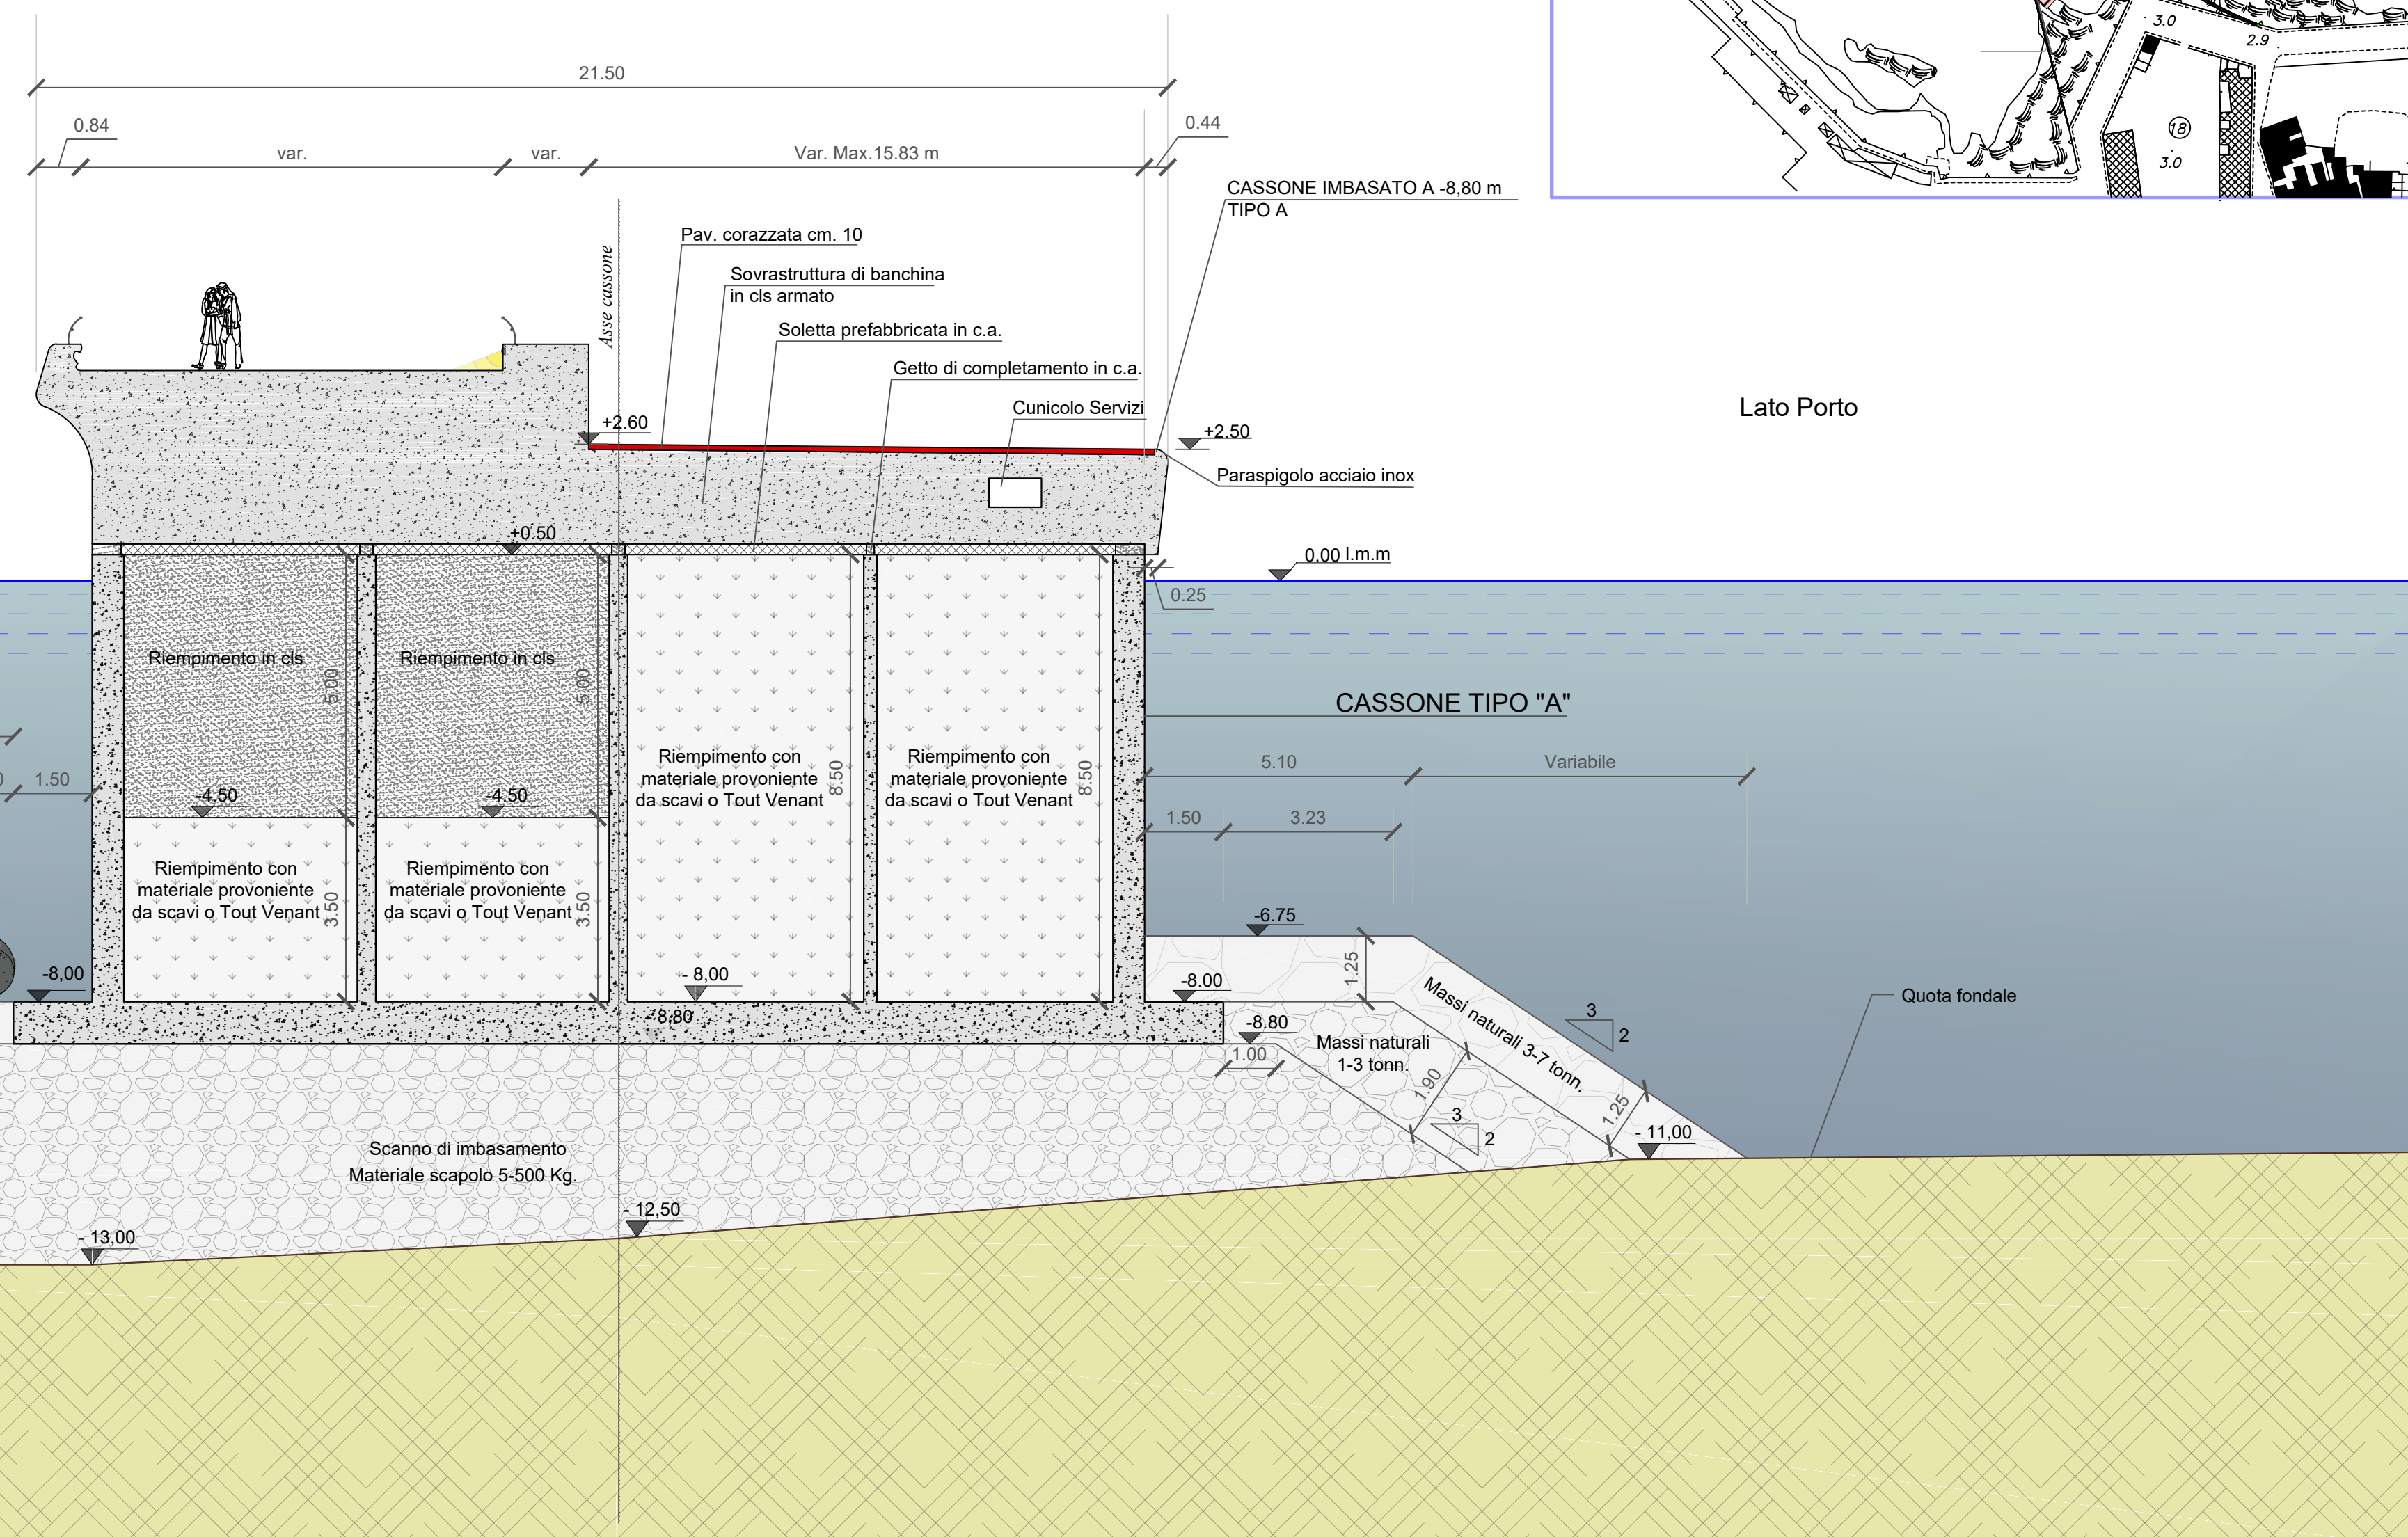 3.0
2.9
18
3.0
21.50
0.84
var.
var.
Var. Max.15.83 m
0.44
CASSONE IMBASATO A -8,80 m
TIPO A
Pav. corazzata cm. 10
Sovrastruttura di banchina
in cls armato
Soletta prefabbricata in c.a.
Getto di completamento in c.a.
Cunicolo Servizi
Asse cassone
Lato Porto
+2.60
+2.50
Paraspigolo acciaio inox
+0.50
0.00 l.m.m
0.25
Riempimento in cls
5.00
Riempimento in cls
5.00
CASSONE TIPO "A"
Riempimento con
materiale provoniente
da scavi o Tout Venant
8.50
Riempimento con
materiale provoniente
da scavi o Tout Venant
8.50
5.10
Variabile
1.50
-4.50
-4.50
1.50
3.23
Riempimento con
materiale provoniente
da scavi o Tout Venant
3.50
Riempimento con
materiale provoniente
da scavi o Tout Venant
3.50
-6.75
-8,00
- 8,00
-8.00
1.25
Massi naturali 3-7 tonn.
3
2
Quota fondale
-8,80
-8.80
1.00
Massi naturali
1-3 tonn.
1.90
1.25
3
2
- 11,00
Scanno di imbasamento
Materiale scapolo 5-500 Kg.
- 12,50
- 13,00